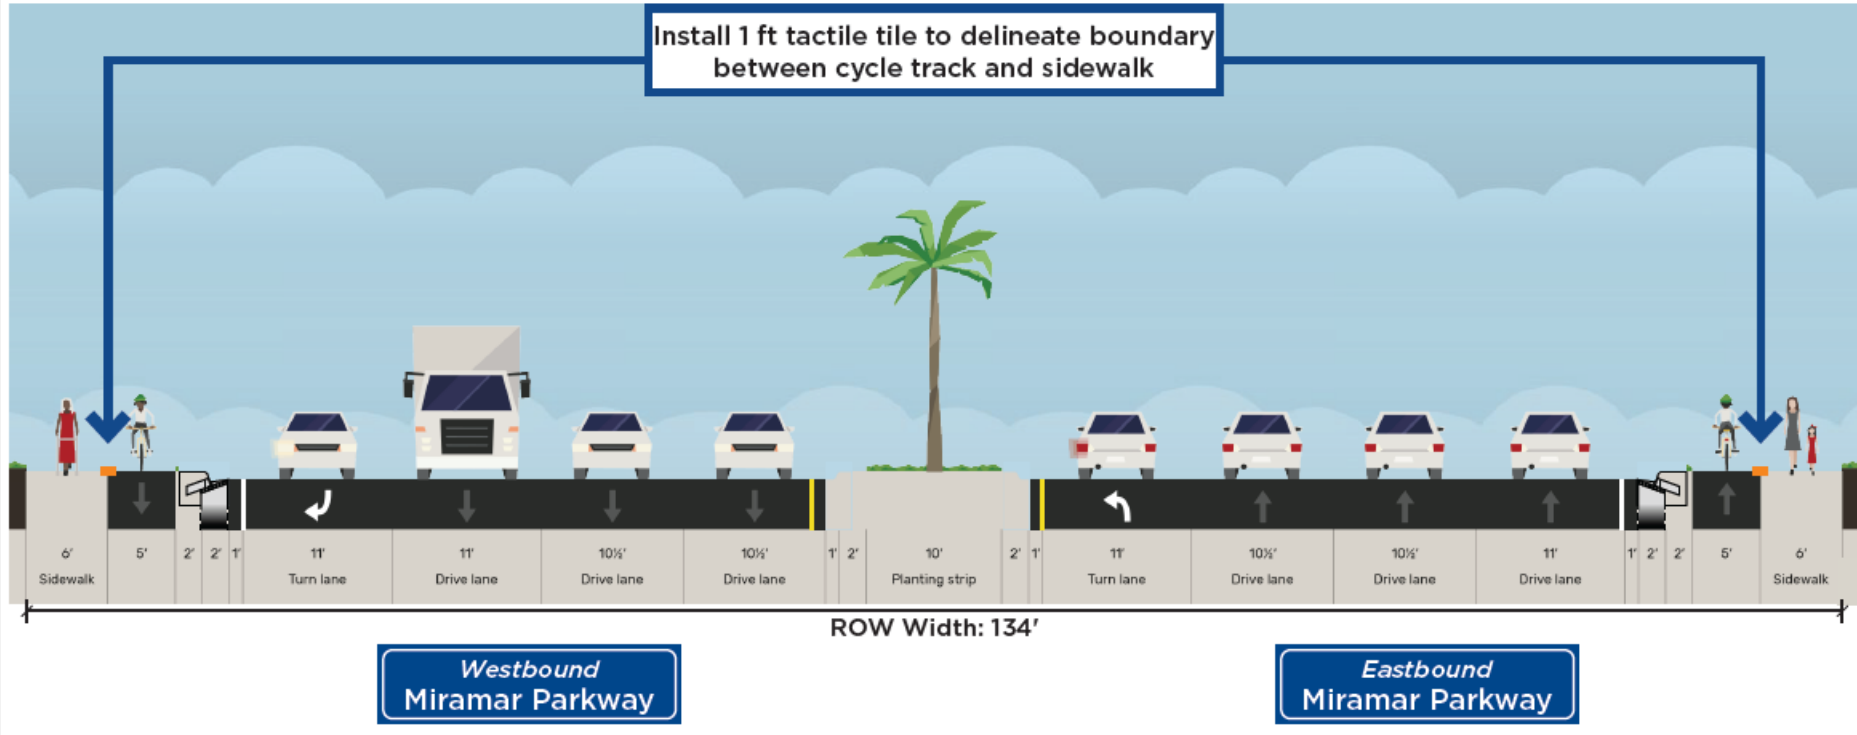 Install 1 ft tactile tile to delineate boundary
between cycle track and sidewalk
6' 5' 2' 2' 1' 11' 11' 10½' 10½' 1' 2' 10' 2' 1' 11' 10½' 10½' 11' 1' 2' 2' 5' 6'
Sidewalk Turn lane Drive lane Drive lane Drive lane Planting strip Turn lane Drive lane Drive lane Drive lane Sidewalk
ROW Width: 134'
Westbound
Miramar Parkway
Eastbound
Miramar Parkway